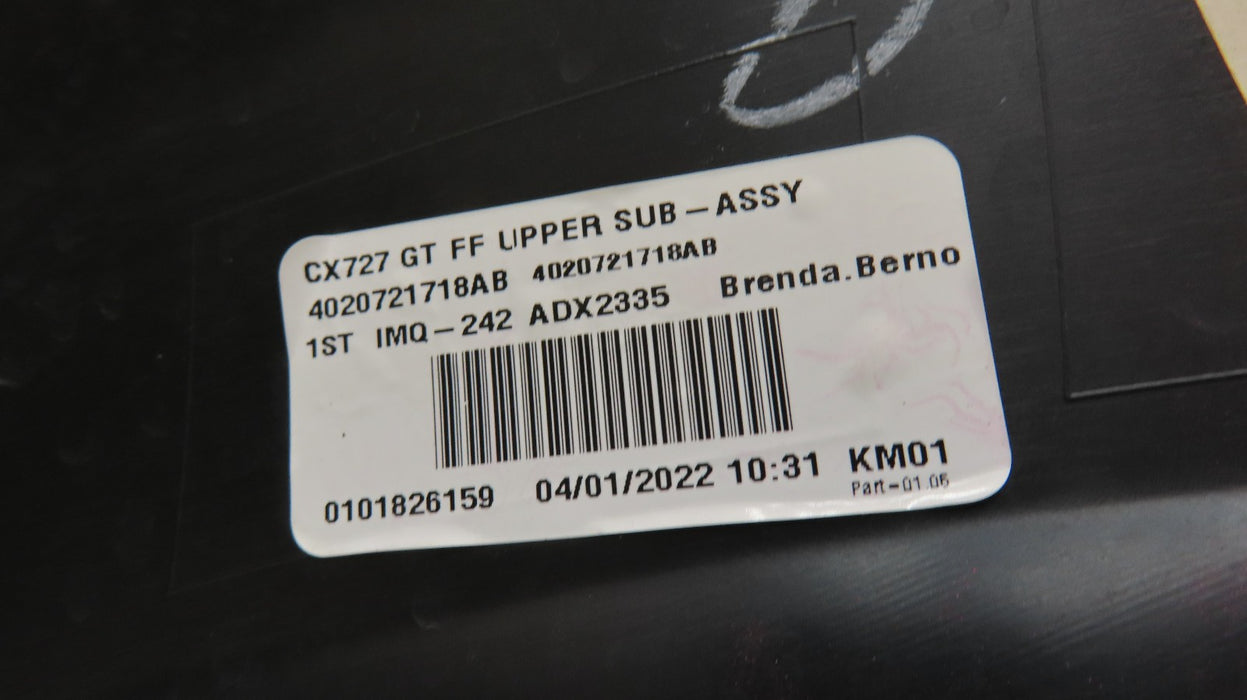 CX727 GT FF UPPER SUB-ASSY
4020721718AB 4020721718AB
1ST IMQ-242 ADX2335 Brenda.Berno
0101826159 04/01/2022 10:31 KM01
Part-01.06